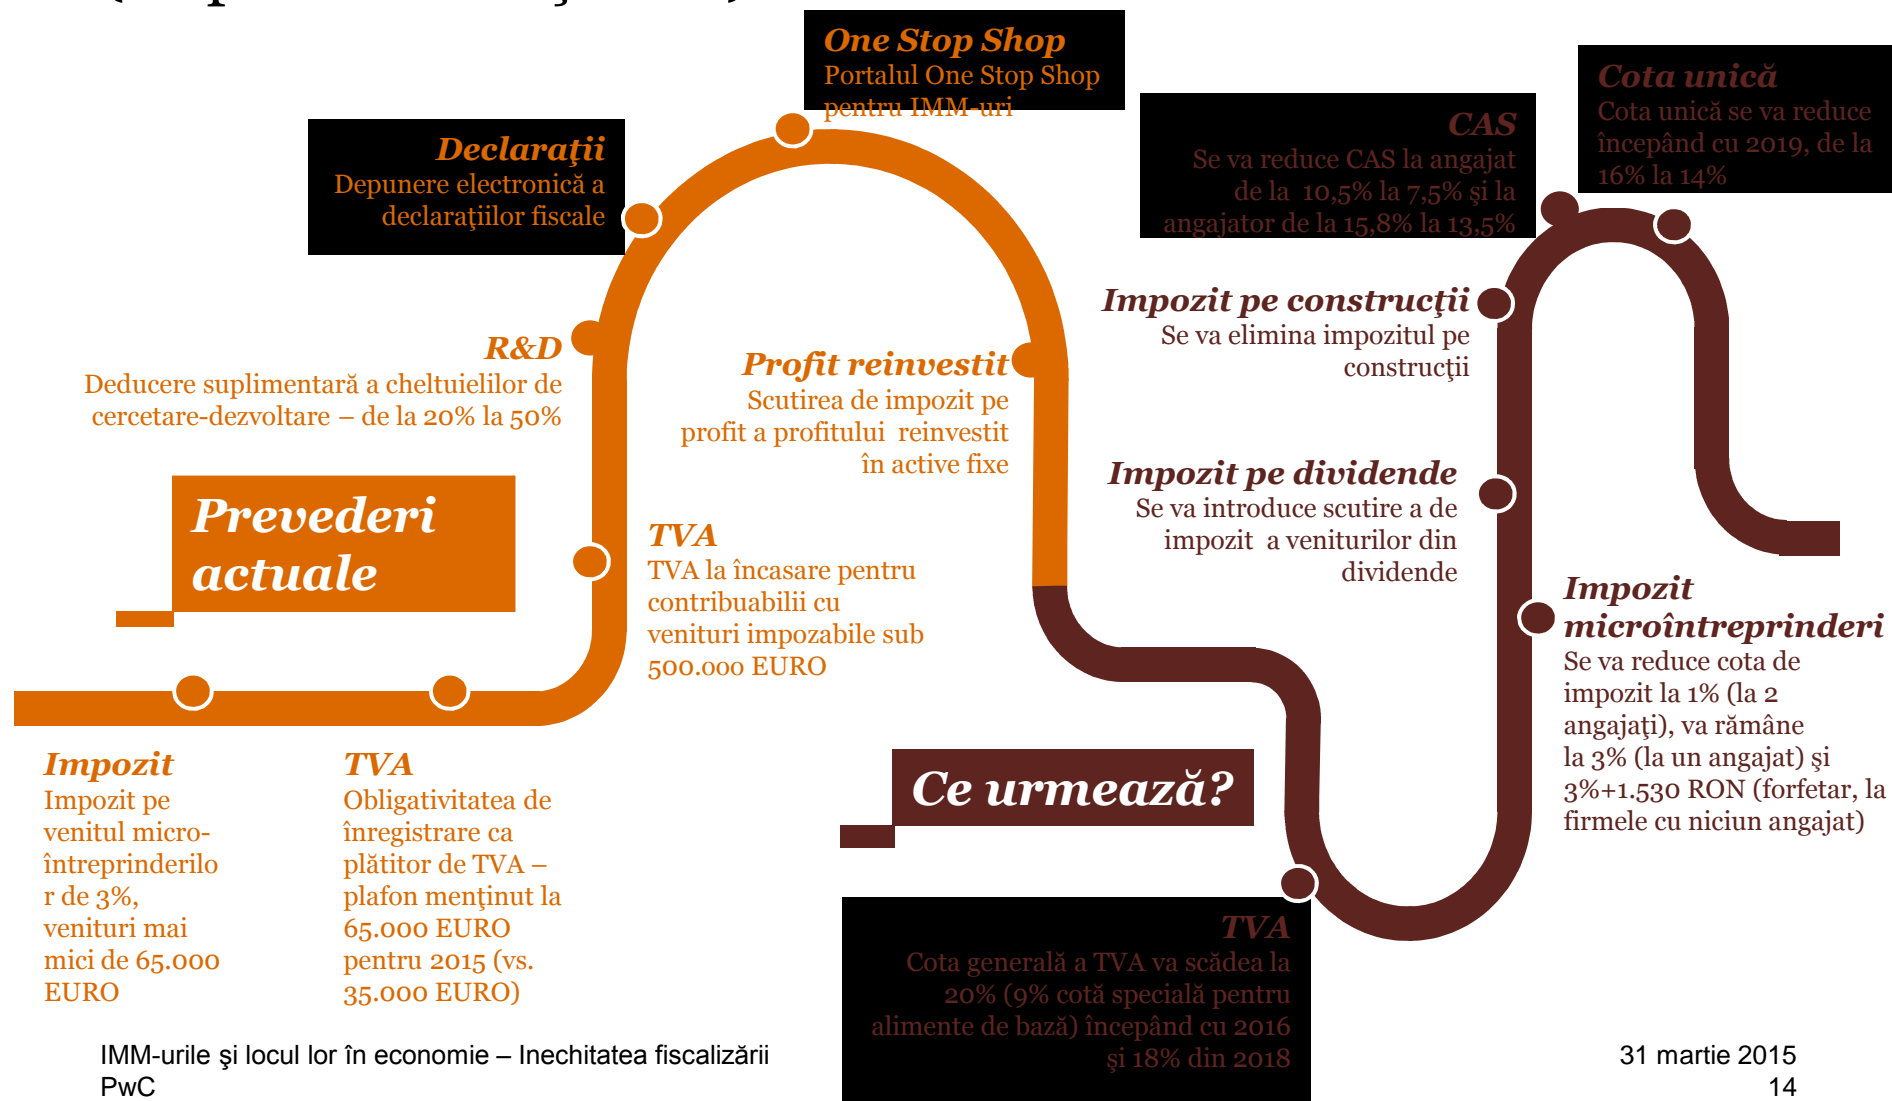 One Stop Shop
Portalul One Stop Shop
pentru IMM-uri
Declaraţii
Depunere electronică a
declaraţiilor fiscale
R&D
Deducere suplimentară a cheltuielilor de
cercetare-dezvoltare – de la 20% la 50%
Profit reinvestit
Scutirea de impozit pe
profit a profitului reinvestit
în active fixe
Prevederi
actuale
TVA
TVA la încasare pentru
contribuabilii cu
venituri impozabile sub
500.000 EURO
Impozit
Impozit pe
venitul micro-
întreprinderilo
r de 3%,
venituri mai
mici de 65.000
EURO
TVA
Obligativitatea de
înregistrare ca
plătitor de TVA –
plafon menţinut la
65.000 EURO
pentru 2015 (vs.
35.000 EURO)
CAS
Se va reduce CAS la angajat
de la 10,5% la 7,5% şi la
angajator de la 15,8% la 13,5%
Cota unică
Cota unică se va reduce
începând cu 2019, de la
16% la 14%
Impozit pe construcţii
Se va elimina impozitul pe
construcţii
Impozit pe dividende
Se va introduce scutire a de
impozit a veniturilor din
dividende
Impozit
microîntreprinderi
Se va reduce cota de
impozit la 1% (la 2
angajaţi), va rămâne
la 3% (la un angajat) şi
3%+1.530 RON (forfetar, la
firmele cu niciun angajat)
Ce urmează?
TVA
Cota generală a TVA va scădea la
20% (9% cotă specială pentru
alimente de bază) începând cu 2016
şi 18% din 2018
IMM-urile şi locul lor în economie – Inechitatea fiscalizării
PwC
31 martie 2015
14